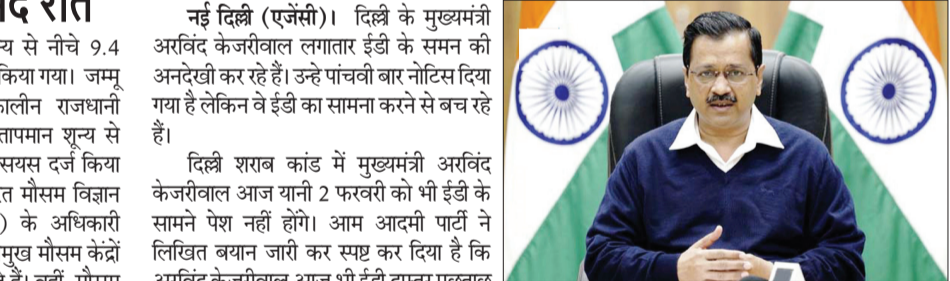 रात
न्य से नीचे 9.4
किया गया। जम्मू
राजधानी
शून्य से
दर्ज किया
मौसम विज्ञान
) के अधिकारी
मौसम केंद्रों
नई दिल्ली (एजेंसी)। दिल्ली के मुख्यमंत्री
अरविंद केजरीवाल लगातार ईडी के समन की
अनदेखी कर रहे हैं। उन्हे पांचवी बार नोटिस दिया
गया है लेकिन वे ईडी का सामना करने से बच रहे
हैं।
दिल्ली शराब कांड में मुख्यमंत्री अरविंद
केजरीवाल आज यानी 2 फरवरी को भी ईडी के
सामने पेश नहीं होंगे। आम आदमी पार्टी ने
लिखित बयान जारी कर स्पष्ट कर दिया है कि